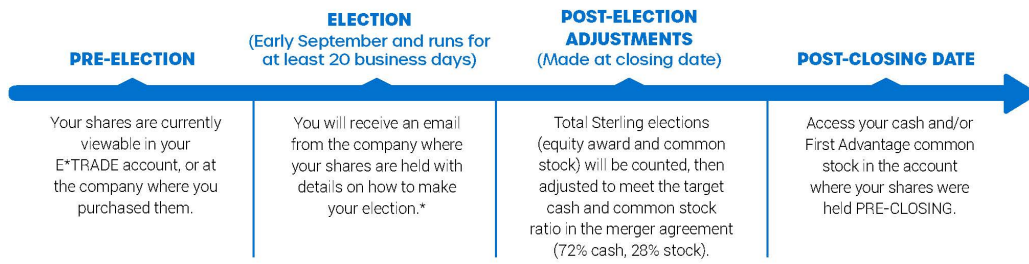 PRE-ELECTION
Your shares are currently
viewable in your
E*TRADE account, or at
the company where you
purchased them.
ELECTION
(Early September and runs for
at least 20 business days)
You will receive an email
from the company where
your shares are held with
details on how to make
your election.*
POST-ELECTION
ADJUSTMENTS
(Made at closing date)
Total Sterling elections
(equity award and common
stock) will be counted, then
adjusted to meet the target
cash and common stock
ratio in the merger agreement
(72% cash, 28% stock).
POST-CLOSING DATE
Access your cash and/or
First Advantage common
stock in the account
where your shares were
held PRE-CLOSING.